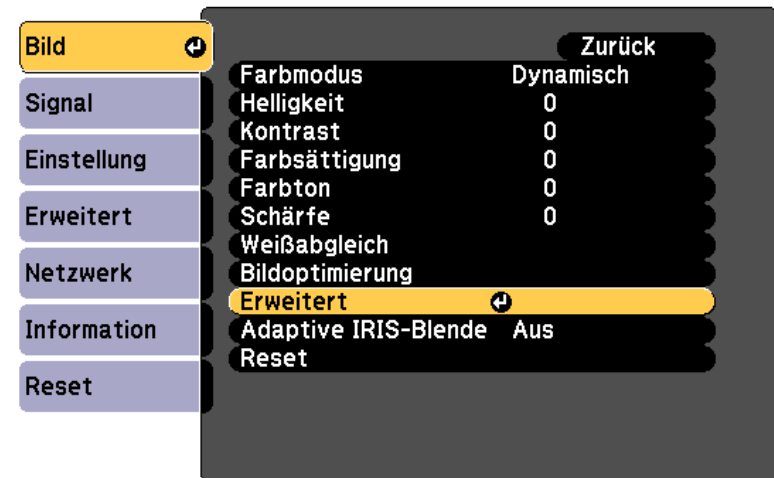 Bild
Signal
Einstellung
Erweitert
Netzwerk
Information
Reset
Zurück
Farbmodus Dynamisch
Helligkeit 0
Kontrast 0
Farbsättigung 0
Farbton 0
Schärfe 0
Weißabgleich
Bildoptimierung
Erweitert
Adaptive IRIS-Blende Aus
Reset